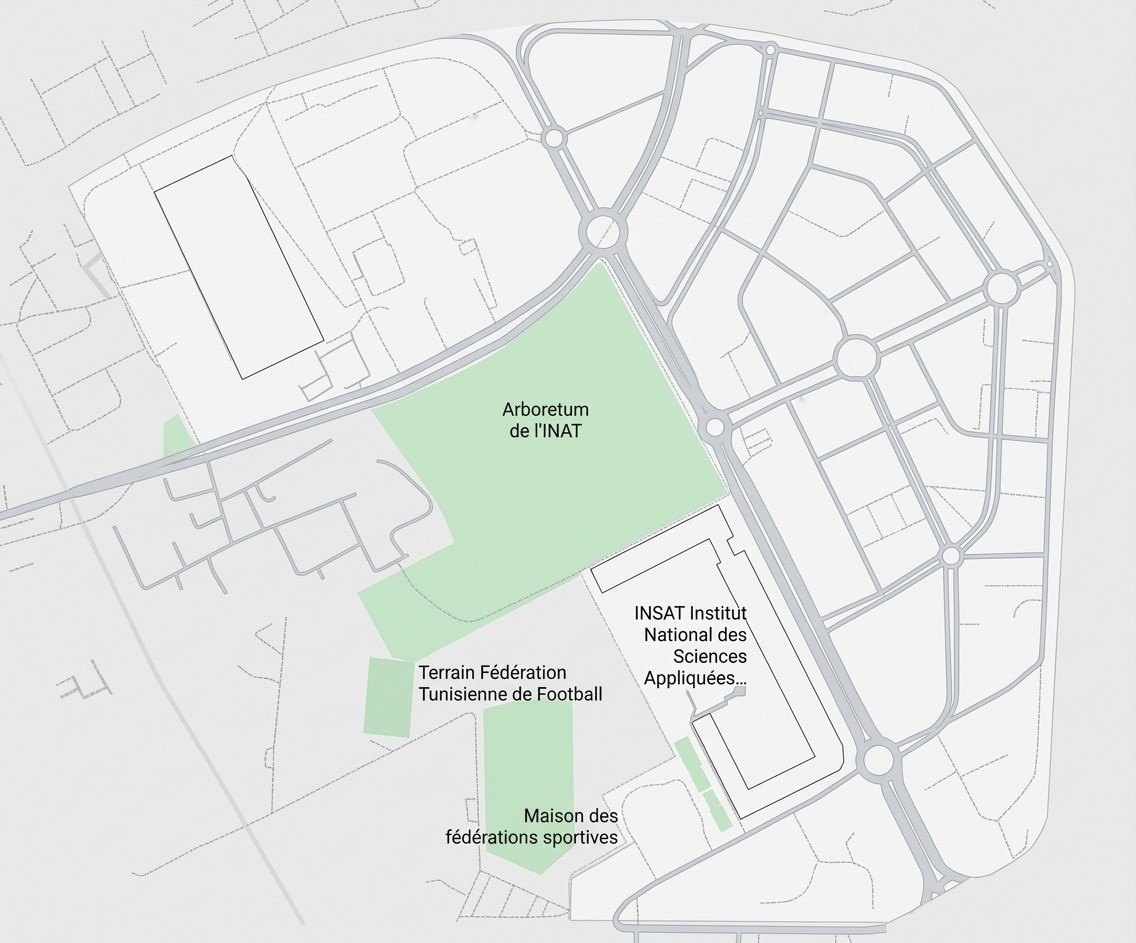 Arboretum
de l'INAT
INSAT Institut
National des
Sciences
Appliquées...
Terrain Fédération
Tunisienne de Football
Maison des
fédérations sportives